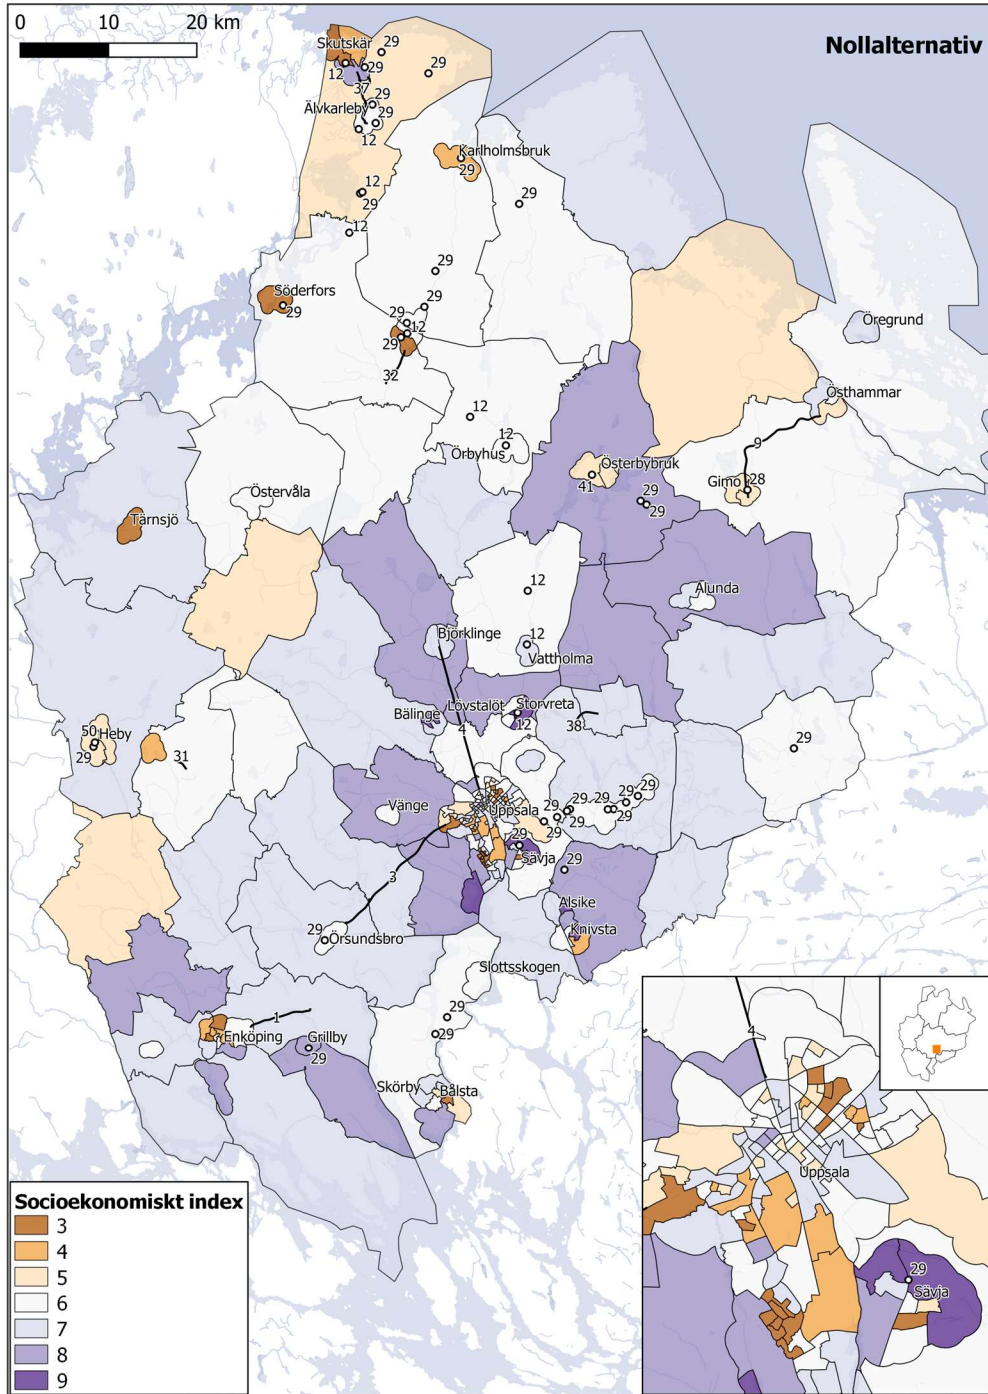 0 10 20 km
Nollalternativ
Skutskär
29
29
12
29
37
29
Älvkarleby
29
12
Karlholmsbruk
29
12
29
29
12
29
Söderfors
29
29
29
12
29
32
Öregrund
Östhammar
9
12
12
Örbyhus
Österbybruk
41
Gimo
28
29
29
Östervåla
Tärnsjö
12
Alunda
Björklinge
12
Vattholma
Lövstalöt
Storvreta
Bälinge
12
38
4
50
Heby
29
31
29
Vänge
Uppsala
29
29
29
29
29
29
29
29
Sävja
29
3
Alsike
Knivsta
29
Örsundsbro
Slottsskogen
29
29
1
Enköping
Grillby
29
Skörby
Bålsta
4
Uppsala
29
Sävja
Socioekonomiskt index
3
4
5
6
7
8
9